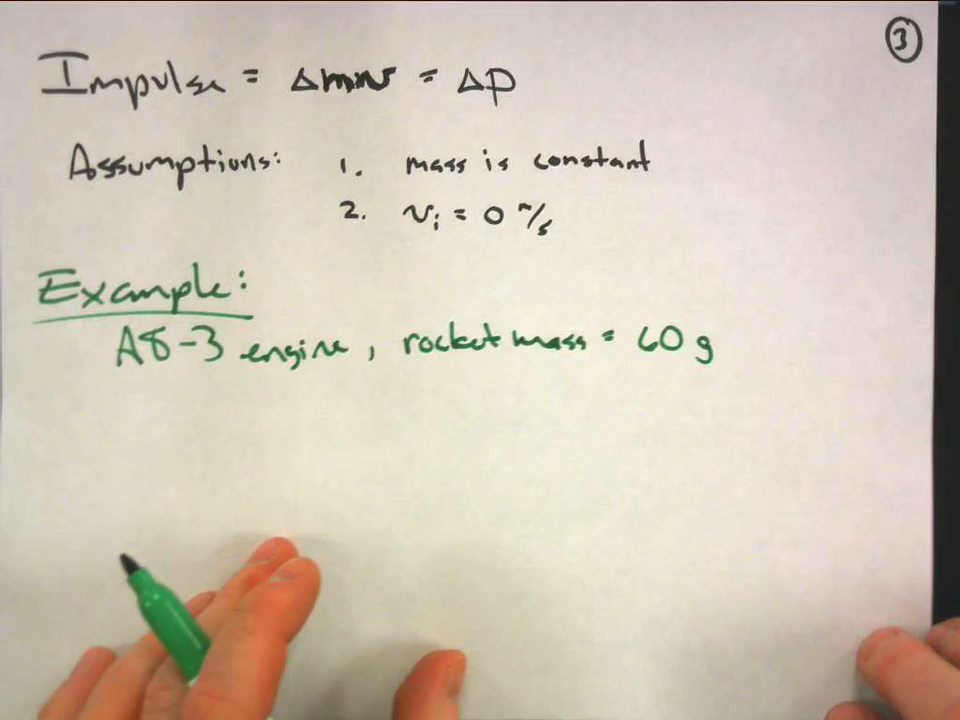 3
Impulse = Δmv = Δp
Assumptions: 1. mass is constant
2. vi = 0 m/s
Example:
A8-3 engine, rocket mass = 60 g